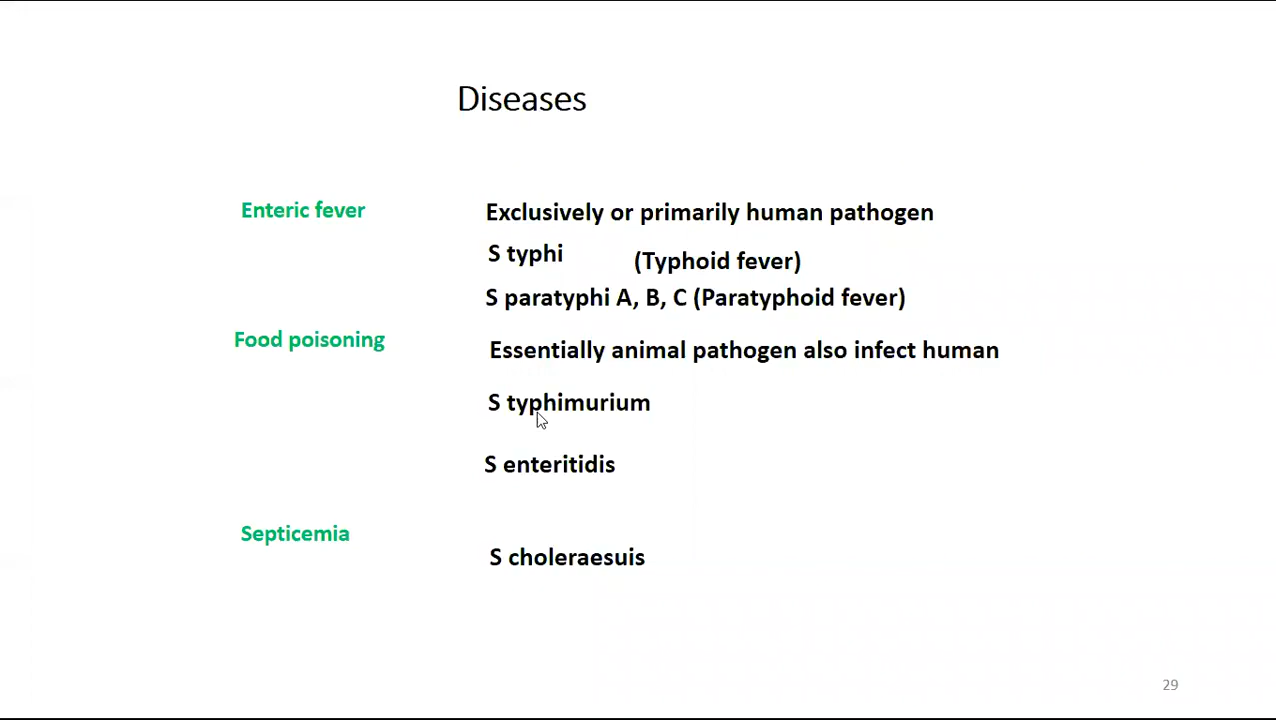 Diseases
Enteric fever
Exclusively or primarily human pathogen
S typhi (Typhoid fever)
S paratyphi A, B, C (Paratyphoid fever)
Food poisoning
Essentially animal pathogen also infect human
S typhimurium
S enteritidis
Septicemia
S choleraesuis
29